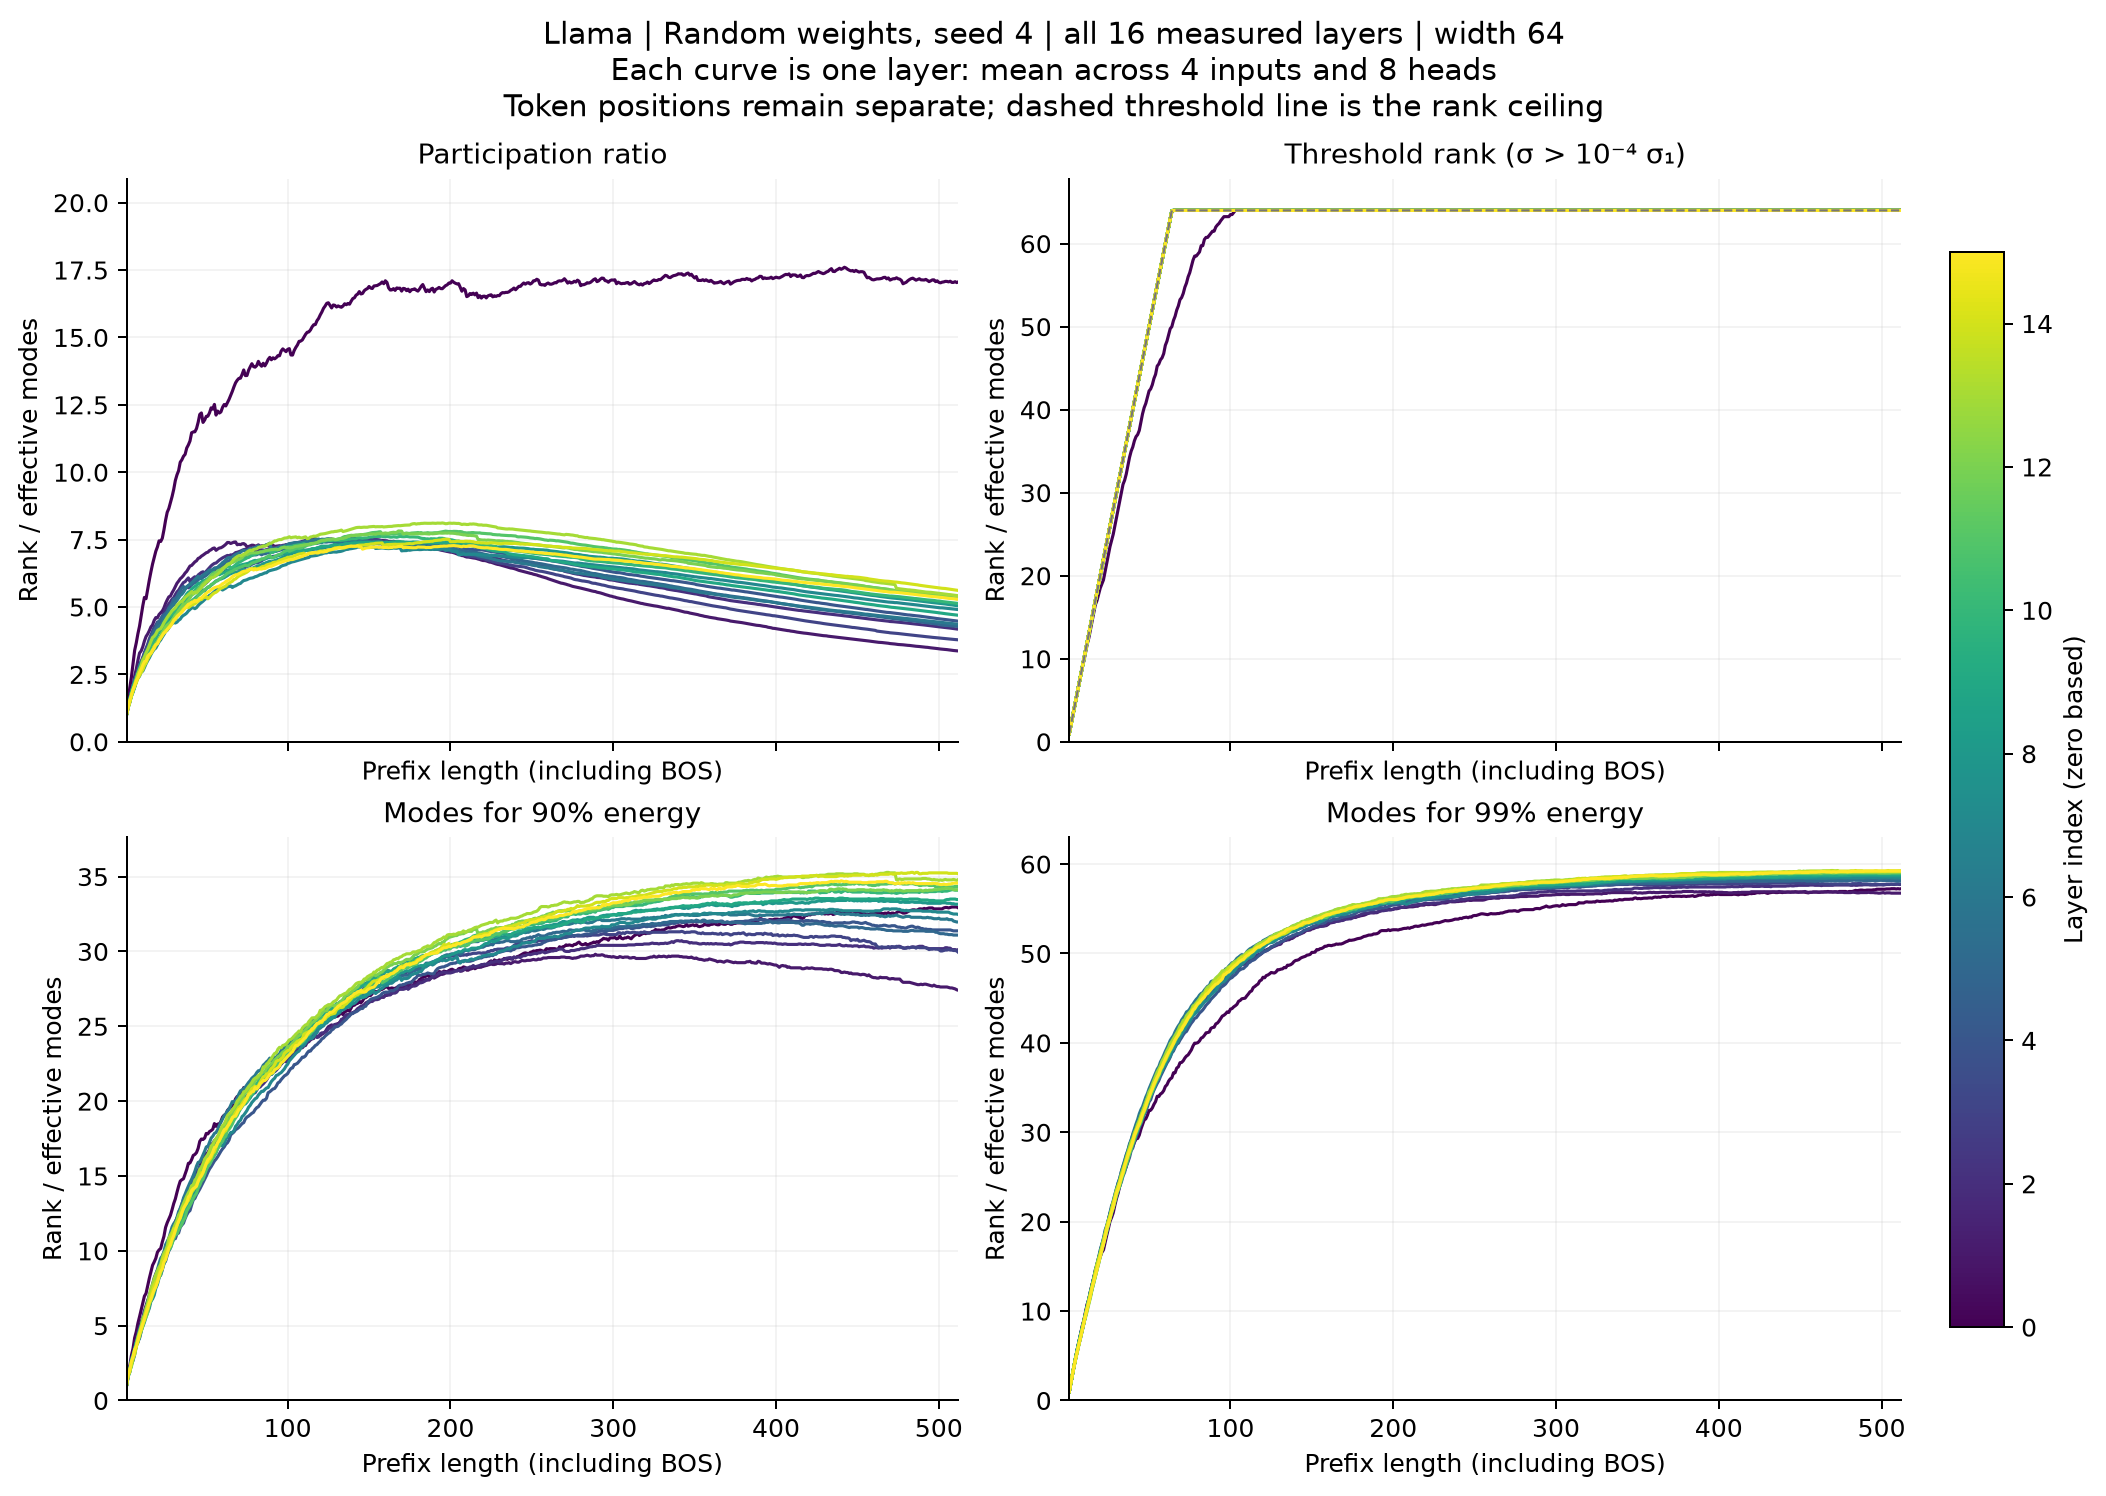 Llama | Random weights, seed 4 | all 16 measured layers | width 64
Each curve is one layer: mean across 4 inputs and 8 heads
Token positions remain separate; dashed threshold line is the rank ceiling
Participation ratio
Rank / effective modes
20.0
17.5
15.0
12.5
10.0
7.5
5.0
2.5
0.0
Prefix length (including BOS)
Threshold rank (σ > 10⁻⁴ σ₁)
Rank / effective modes
60
50
40
30
20
10
0
Prefix length (including BOS)
Modes for 90% energy
Rank / effective modes
35
30
25
20
15
10
5
0
100 200 300 400 500
Prefix length (including BOS)
Modes for 99% energy
Rank / effective modes
60
50
40
30
20
10
0
100 200 300 400 500
Prefix length (including BOS)
14
12
10
8
6
4
2
0
Layer index (zero based)